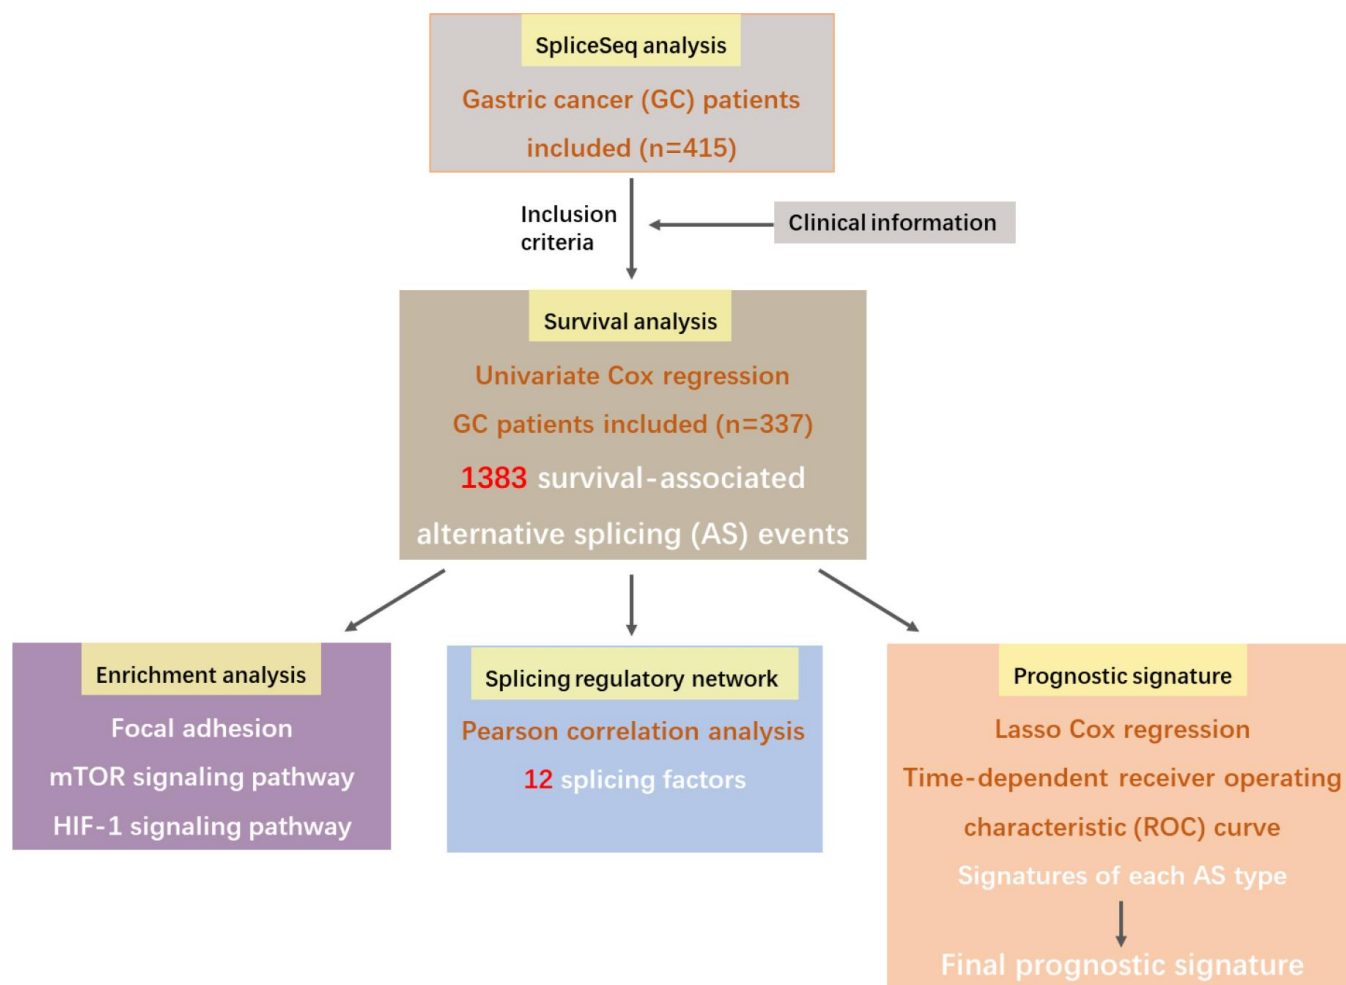 SpliceSeq analysis
Gastric cancer (GC) patients
included (n=415)
Inclusion
criteria
Clinical information
Survival analysis
Univariate Cox regression
GC patients included (n=337)
1383 survival-associated
alternative splicing (AS) events
Enrichment analysis
Focal adhesion
mTOR signaling pathway
HIF-1 signaling pathway
Splicing regulatory network
Pearson correlation analysis
12 splicing factors
Prognostic signature
Lasso Cox regression
Time-dependent receiver operating
characteristic (ROC) curve
Signatures of each AS type
Final prognostic signature